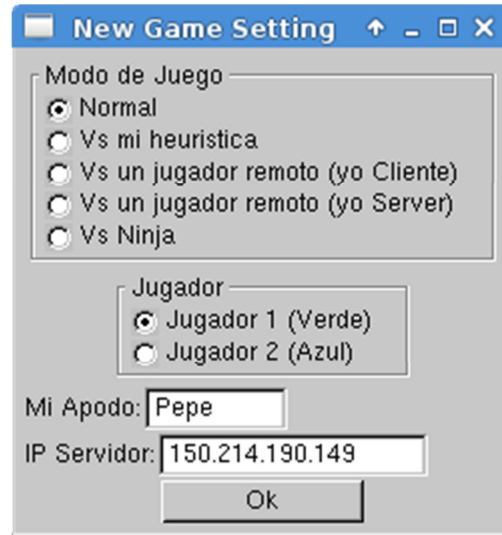 New Game Setting
Modo de Juego
Normal
Vs mi heuristica
Vs un jugador remoto (yo Cliente)
Vs un jugador remoto (yo Server)
Vs Ninja
Jugador
Jugador 1 (Verde)
Jugador 2 (Azul)
Mi Apodo: Pepe
IP Servidor: 150.214.190.149
Ok